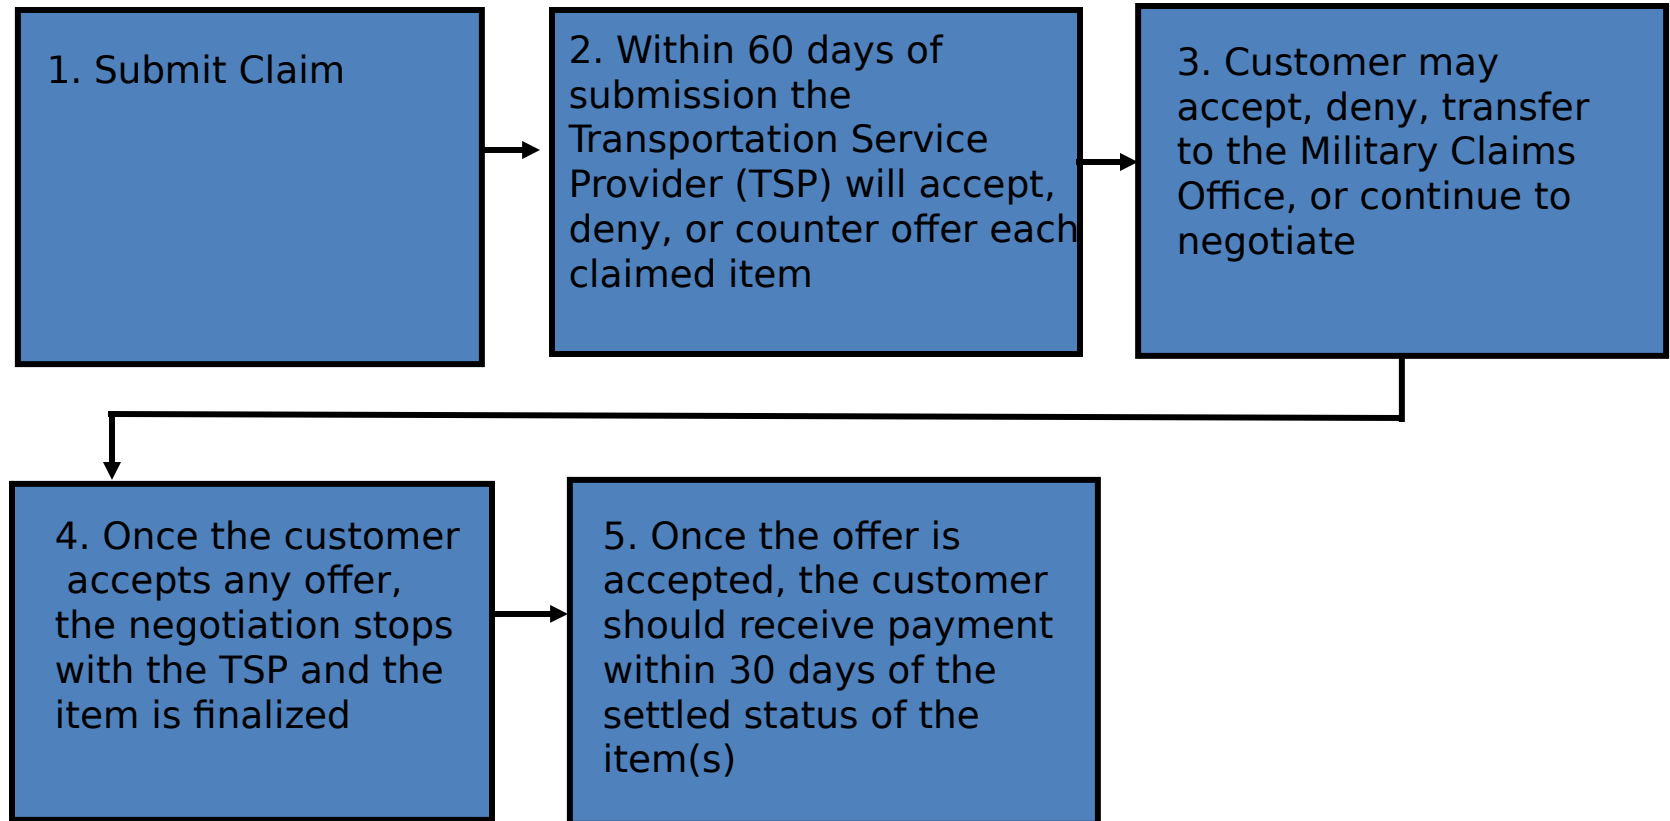 1. Submit Claim
2. Within 60 days of
submission the
Transportation Service
Provider (TSP) will accept,
deny, or counter offer each
claimed item
3. Customer may
accept, deny, transfer
to the Military Claims
Office, or continue to
negotiate
4. Once the customer
accepts any offer,
the negotiation stops
with the TSP and the
item is finalized
5. Once the offer is
accepted, the customer
should receive payment
within 30 days of the
settled status of the
item(s)